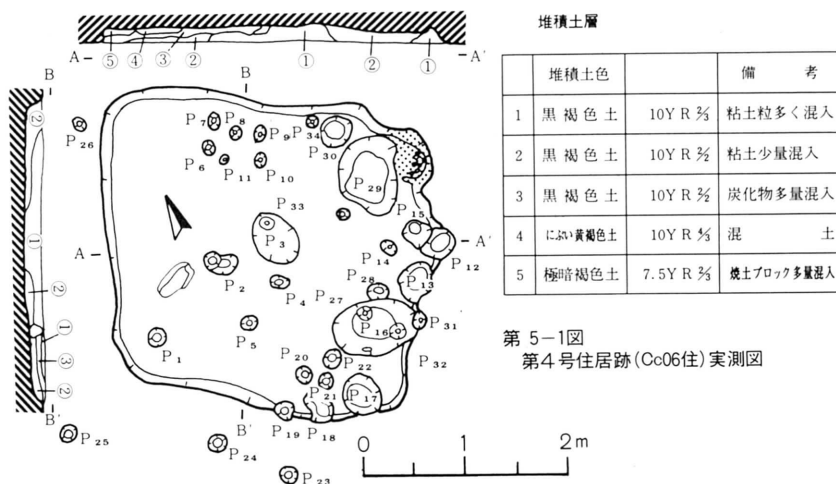 堆積土層
堆積土色 備考
1 黒褐色土 10YR 2/3 粘土粒多く混入
2 黒褐色土 10YR 2/2 粘土少量混入
3 黒褐色土 10YR 2/2 炭化物多量混入
4 にぶい黄褐色土 10YR 4/3 混土
5 極暗褐色土 7.5YR 2/3 焼土ブロック多量混入
第5-1図
第4号住居跡(Cc06住)実測図
A A'
⑤ ④ ③ ② ① ② ①
B B
② ① ② ① ③ ②
B' B'
A A'
P26 P7 P8 P9 P34
P6 P11 P10 P30
P29
P33 P15
P3 P14 P12
P2 P4 P28 P13
P27
P1 P5 P16 P31
P20 P22 P32
P21 P17
P19 P18
P25 P24 P23
0 1 2m